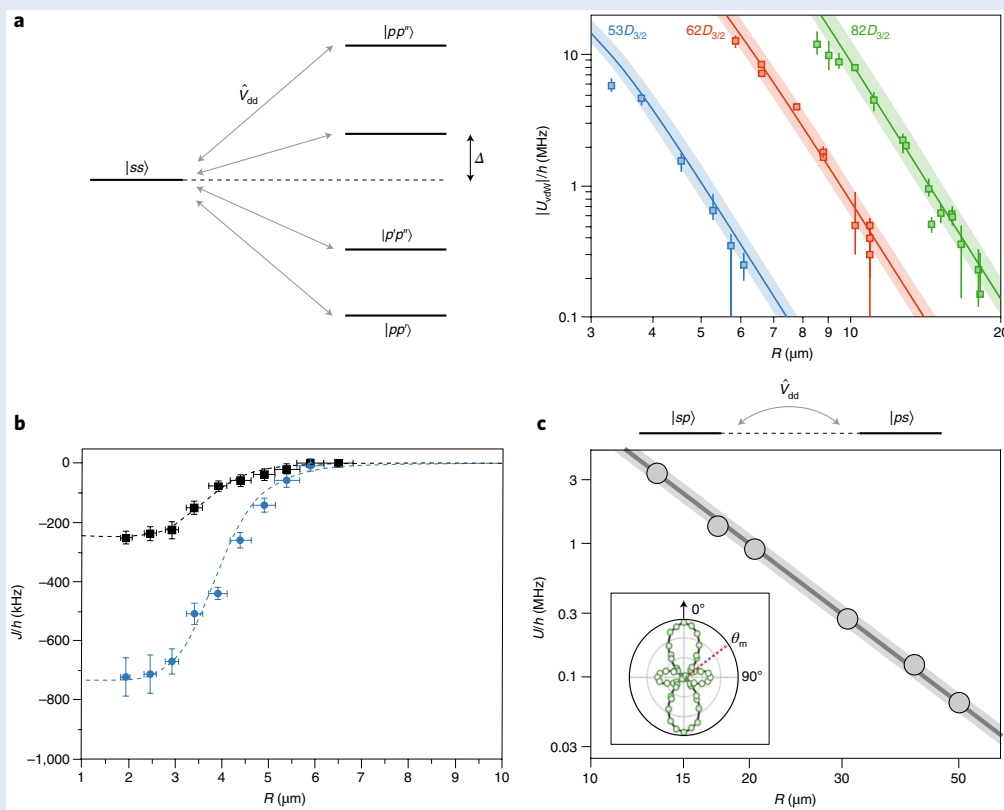 a
|pp″⟩
V̂dd
Δ
|ss⟩
|p′p″⟩
|pp′⟩
53D3/2
62D3/2
82D3/2
10
1
0.1
|UvdW|/h (MHz)
3
4
5
6
7
8
9
10
20
R (μm)
b
0
–200
–400
–600
–800
–1,000
J/h (kHz)
1
2
3
4
5
6
7
8
9
10
R (μm)
c
V̂dd
|sp⟩
|ps⟩
3
1
0.3
0.1
0.03
U/h (MHz)
0°
θm
90°
10
15
20
30
50
R (μm)